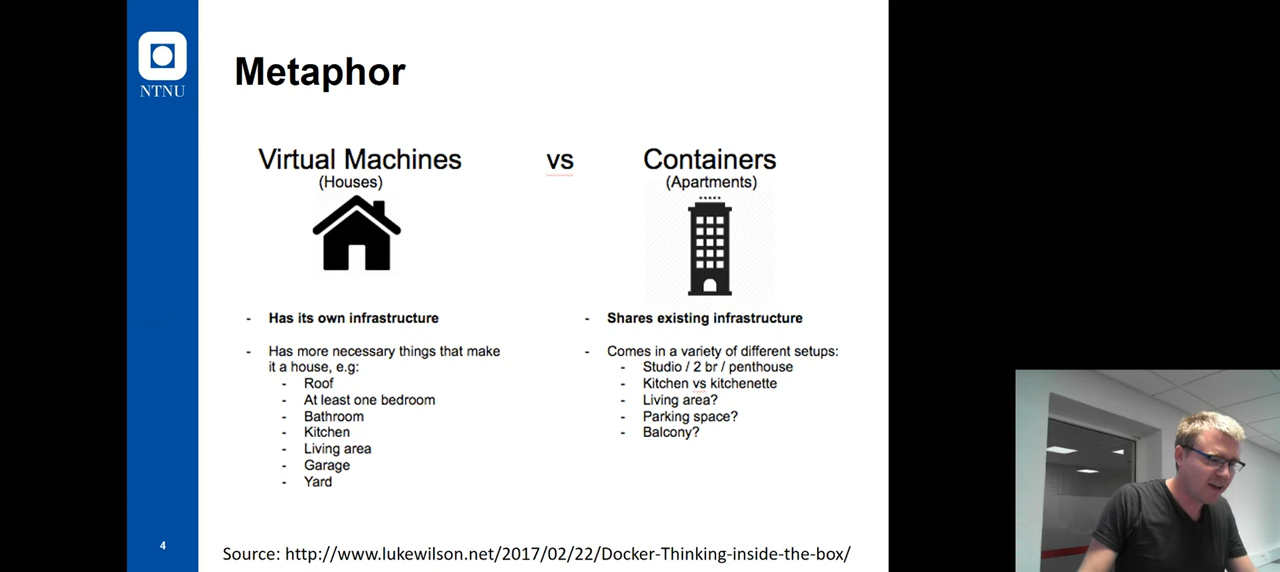 NTNU
Metaphor
Virtual Machines
(Houses)
vs
Containers
(Apartments)
- Has its own infrastructure
- Has more necessary things that make
it a house, e.g:
- Roof
- At least one bedroom
- Bathroom
- Kitchen
- Living area
- Garage
- Yard
- Shares existing infrastructure
- Comes in a variety of different setups:
- Studio / 2 br / penthouse
- Kitchen vs kitchenette
- Living area?
- Parking space?
- Balcony?
4
Source: http://www.lukewilson.net/2017/02/22/Docker-Thinking-inside-the-box/